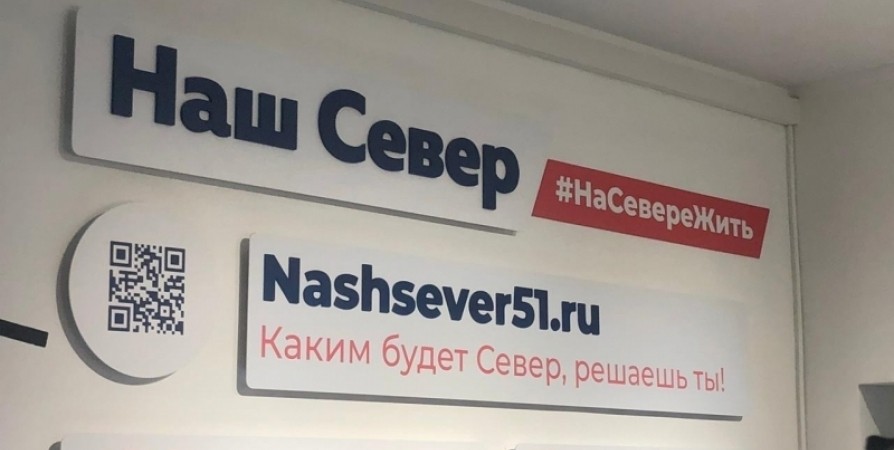 Наш Север
#НаСевереЖить
Nashsever51.ru
Каким будет Север, решаешь ты!